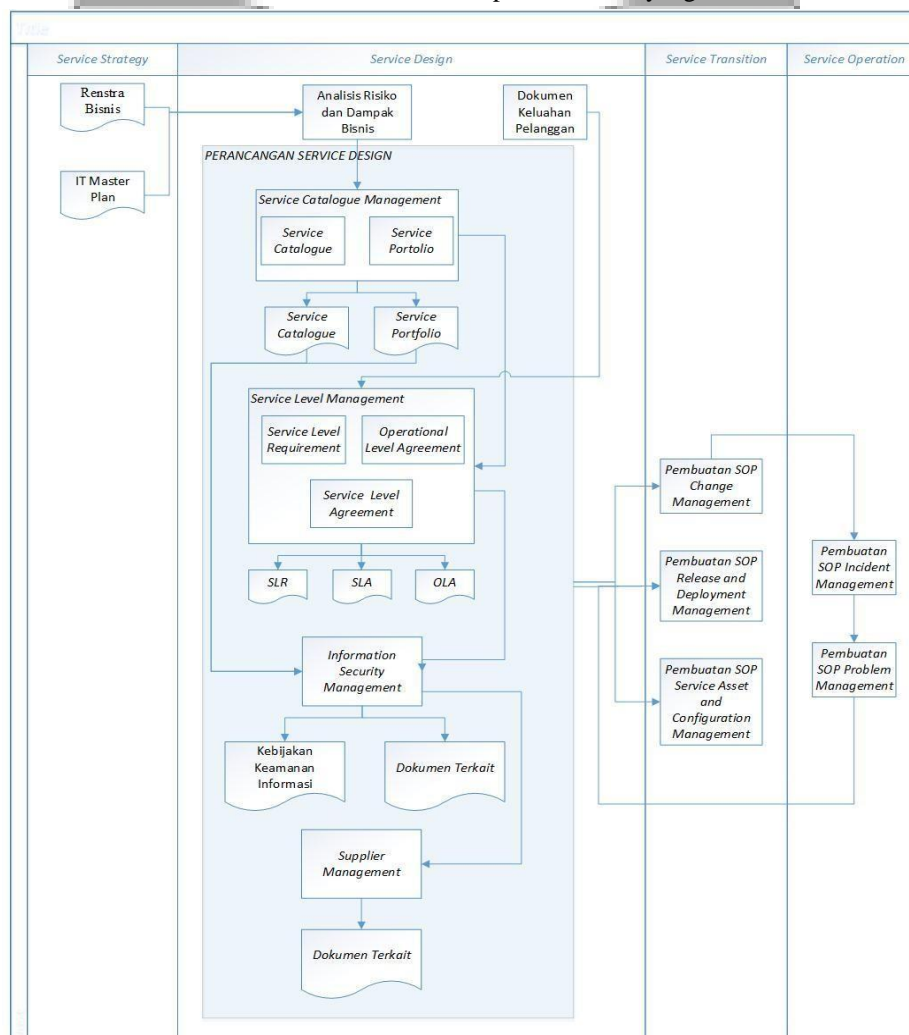 yang
Title
Service Strategy
Service Design
Service Transition
Service Operation
Renstra
Bisnis
IT Master
Plan
Analisis Risiko
dan Dampak
Bisnis
Dokumen
Keluahan
Pelanggan
PERANCANGAN SERVICE DESIGN
Service Catalogue Management
Service
Catalogue
Service
Portolio
Service
Catalogue
Service
Portfolio
Service Level Management
Service Level
Requirement
Operational
Level Agreement
Service Level
Agreement
SLR
SLA
OLA
Information
Security
Management
Kebijakan
Keamanan
Informasi
Dokumen Terkait
Supplier
Management
Dokumen Terkait
Pembuatan SOP
Change
Management
Pembuatan SOP
Release and
Deployment
Management
Pembuatan SOP
Service Asset
and
Configuration
Management
Pembuatan
SOP Incident
Management
Pembuatan
SOP Problem
Management